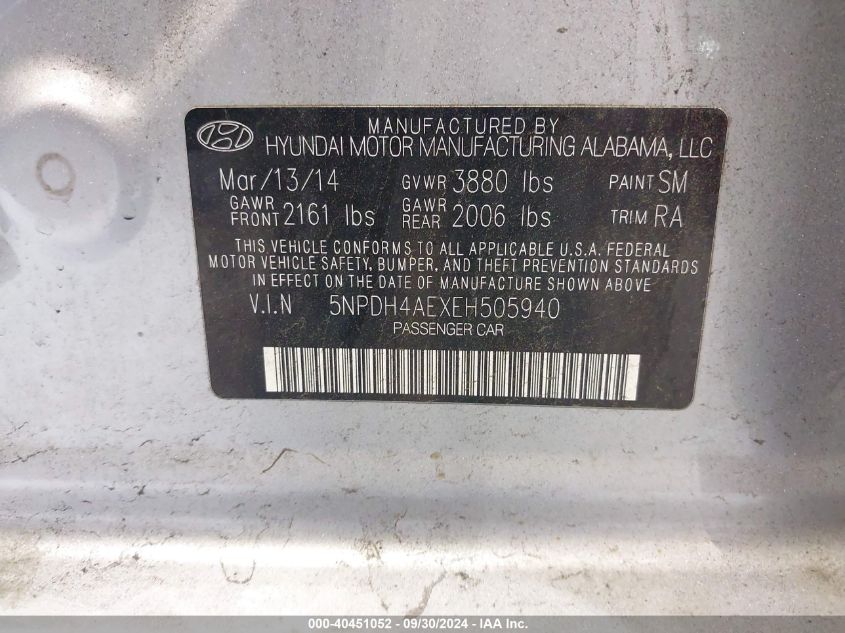 MANUFACTURED BY
HYUNDAI MOTOR MANUFACTURING ALABAMA, LLC
Mar/13/14 GVWR 3880 lbs PAINT SM
GAWR FRONT 2161 lbs GAWR REAR 2006 lbs TRIM RA
THIS VEHICLE CONFORMS TO ALL APPLICABLE U.S.A. FEDERAL
MOTOR VEHICLE SAFETY, BUMPER, AND THEFT PREVENTION STANDARDS
IN EFFECT ON THE DATE OF MANUFACTURE SHOWN ABOVE.
V.I.N 5NPDH4AEXEH505940
PASSENGER CAR
000-40451052 - 09/30/2024 - IAA, Inc.